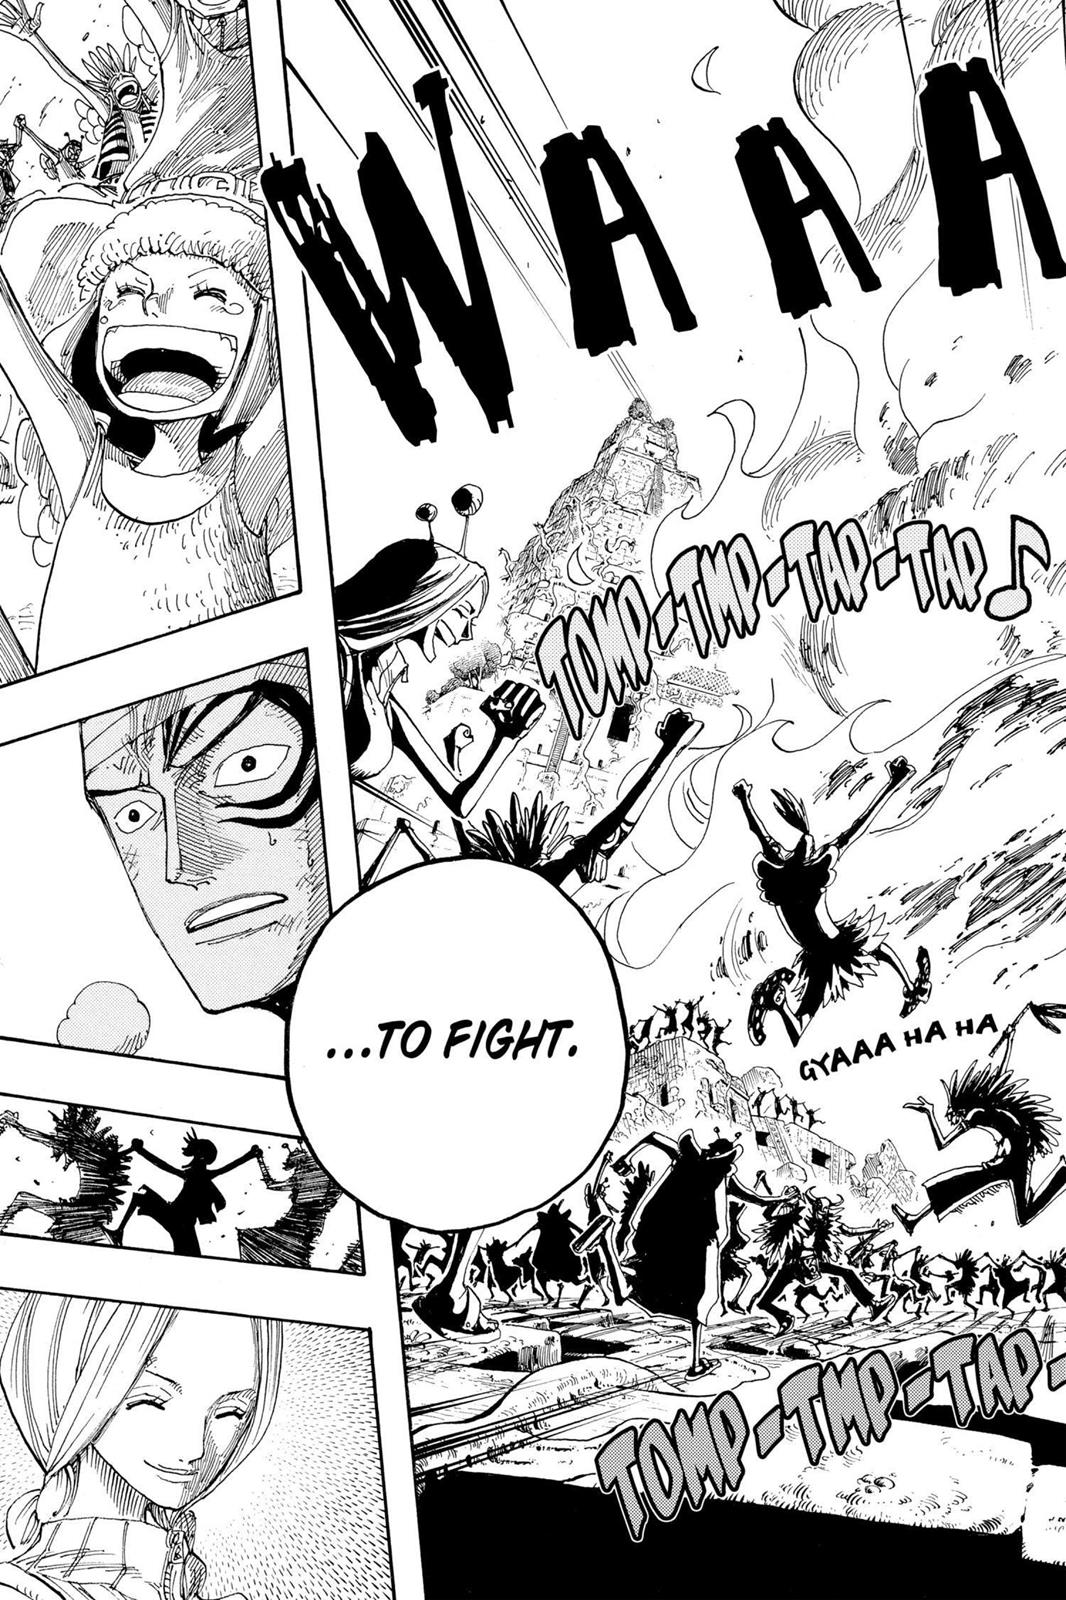 WAAA
TOMP-TMP-TAP-TAP♪
GYAAA HA HA
...TO FIGHT.
TOMP-TMP-TAP-